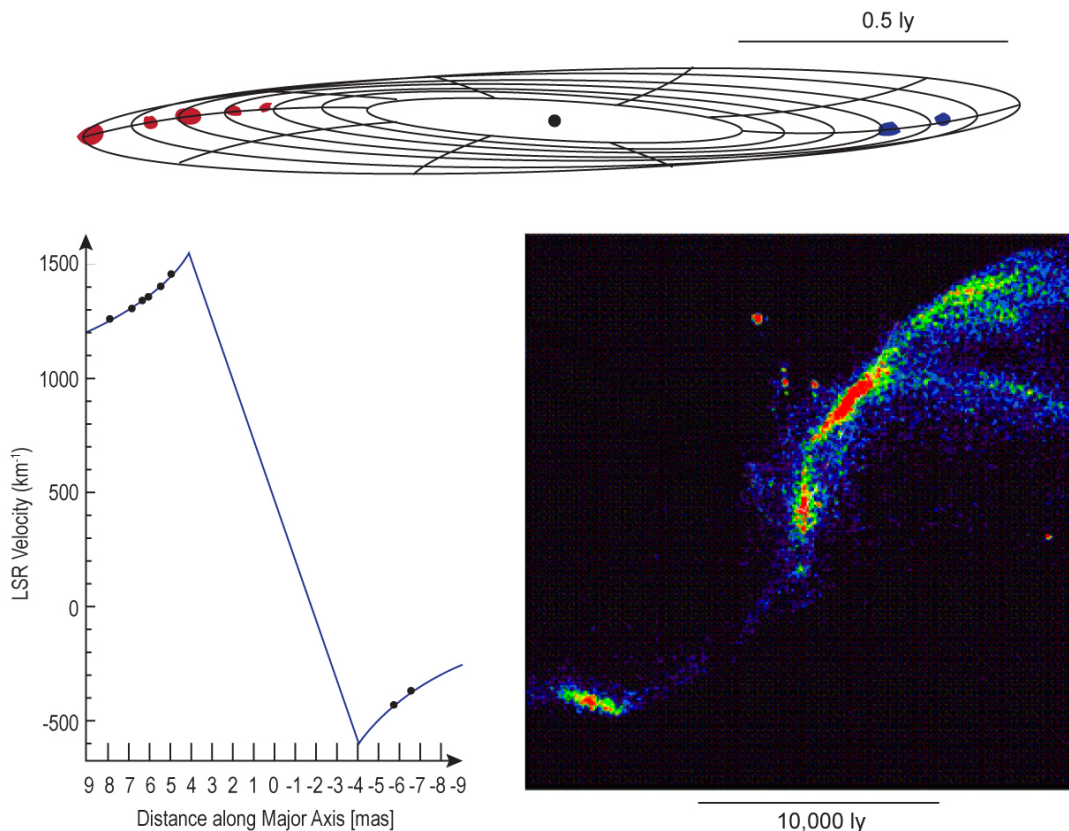 0.5 ly
1500
1000
500
0
-500
LSR Velocity (km⁻¹)
9 8 7 6 5 4 3 2 1 0 -1 -2 -3 -4 -5 -6 -7 -8 -9
Distance along Major Axis [mas]
10,000 ly